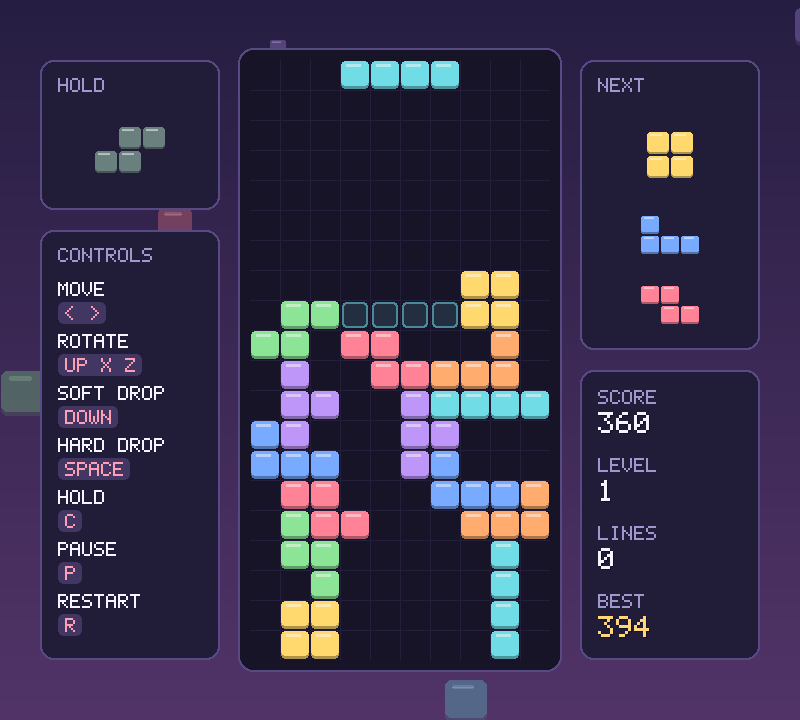 HOLD
CONTROLS
MOVE
< >
ROTATE
UP X Z
SOFT DROP
DOWN
HARD DROP
SPACE
HOLD
C
PAUSE
P
RESTART
R
NEXT
SCORE
360
LEVEL
1
LINES
0
BEST
394